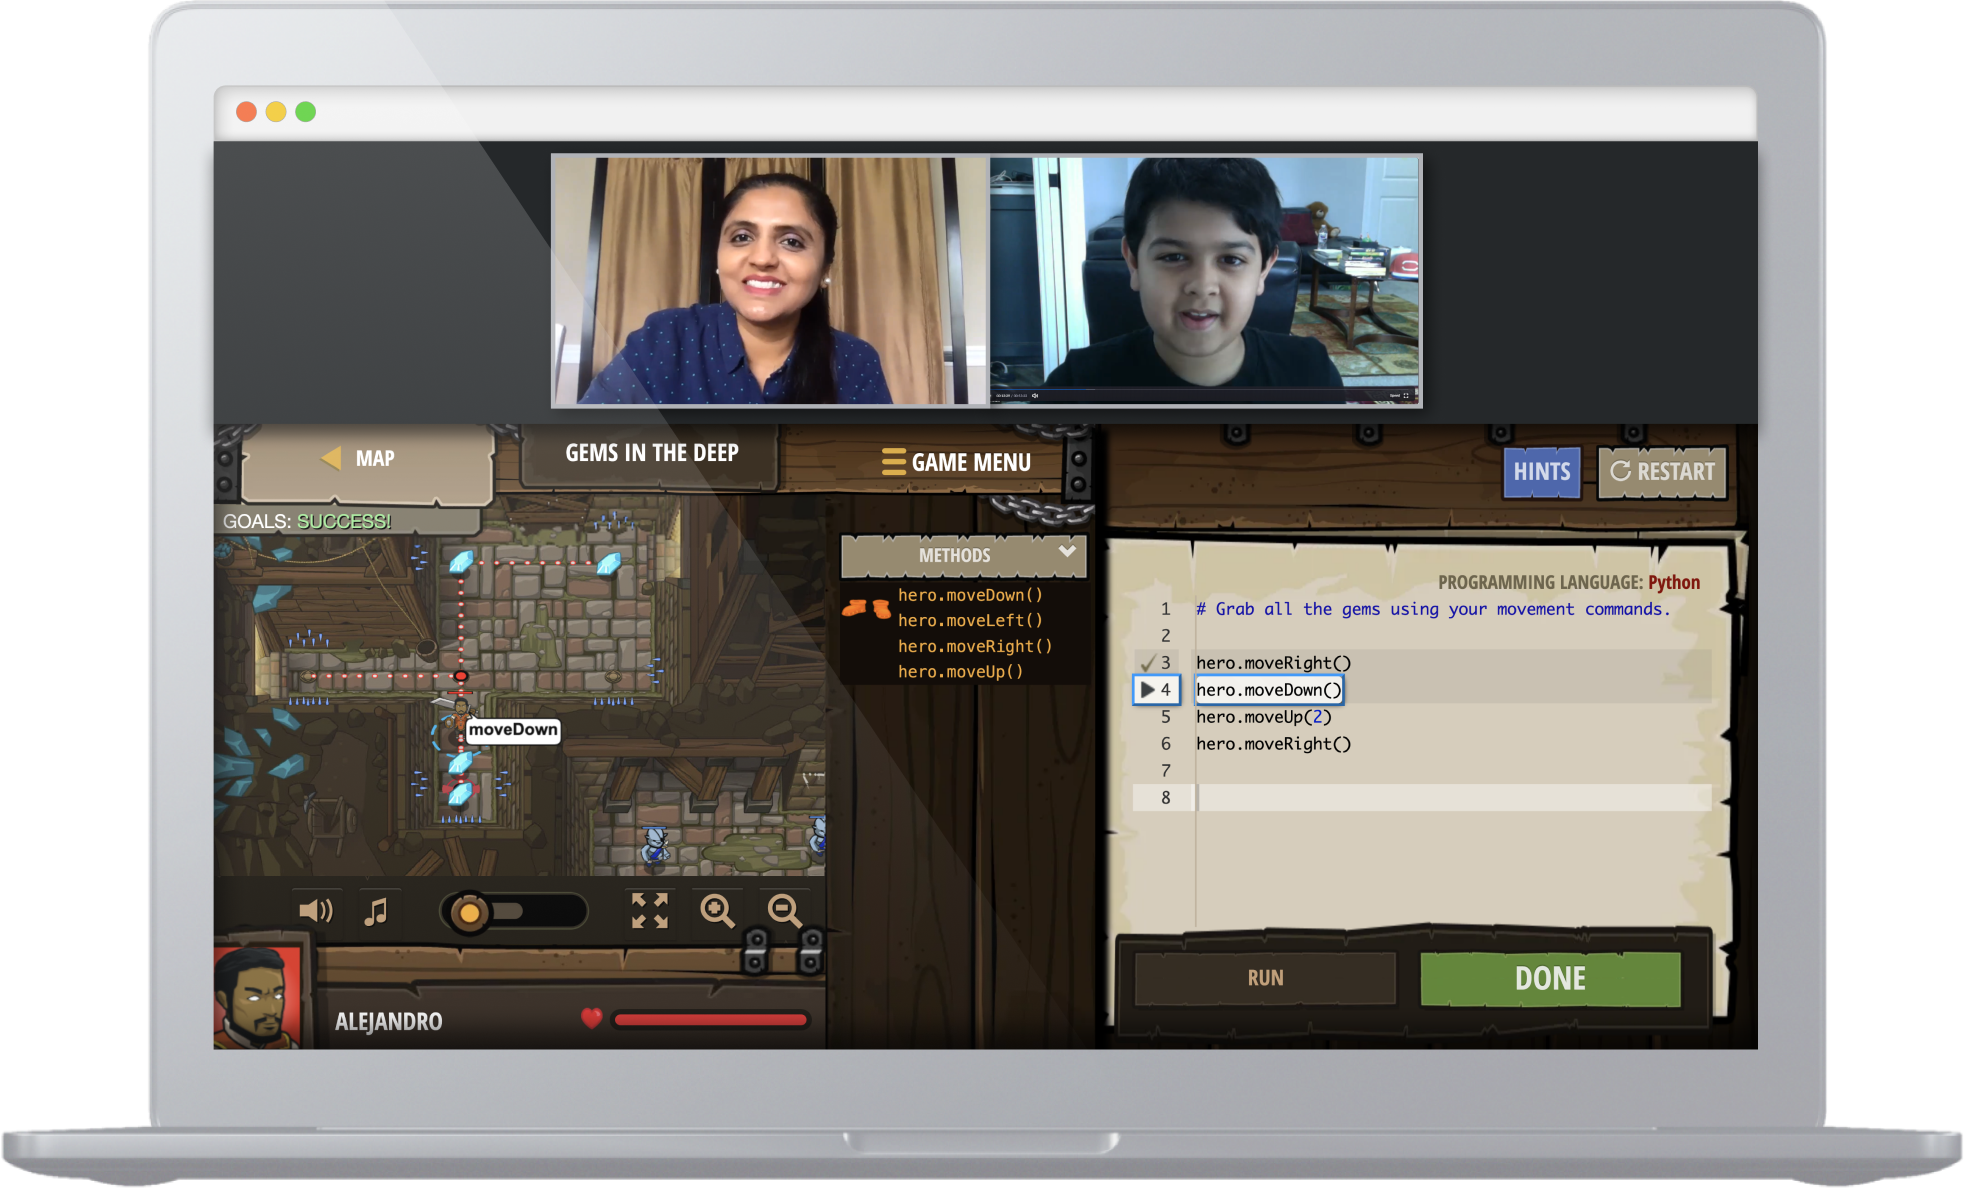 MAP
GEMS IN THE DEEP
GAME MENU
HINTS
RESTART
GOALS: SUCCESS!
METHODS
hero.moveDown()
hero.moveLeft()
hero.moveRight()
hero.moveUp()
moveDown
PROGRAMMING LANGUAGE: Python
1 # Grab all the gems using your movement commands.
2
3 hero.moveRight()
4 hero.moveDown()
5 hero.moveUp(2)
6 hero.moveRight()
7
8
RUN
DONE
ALEJANDRO